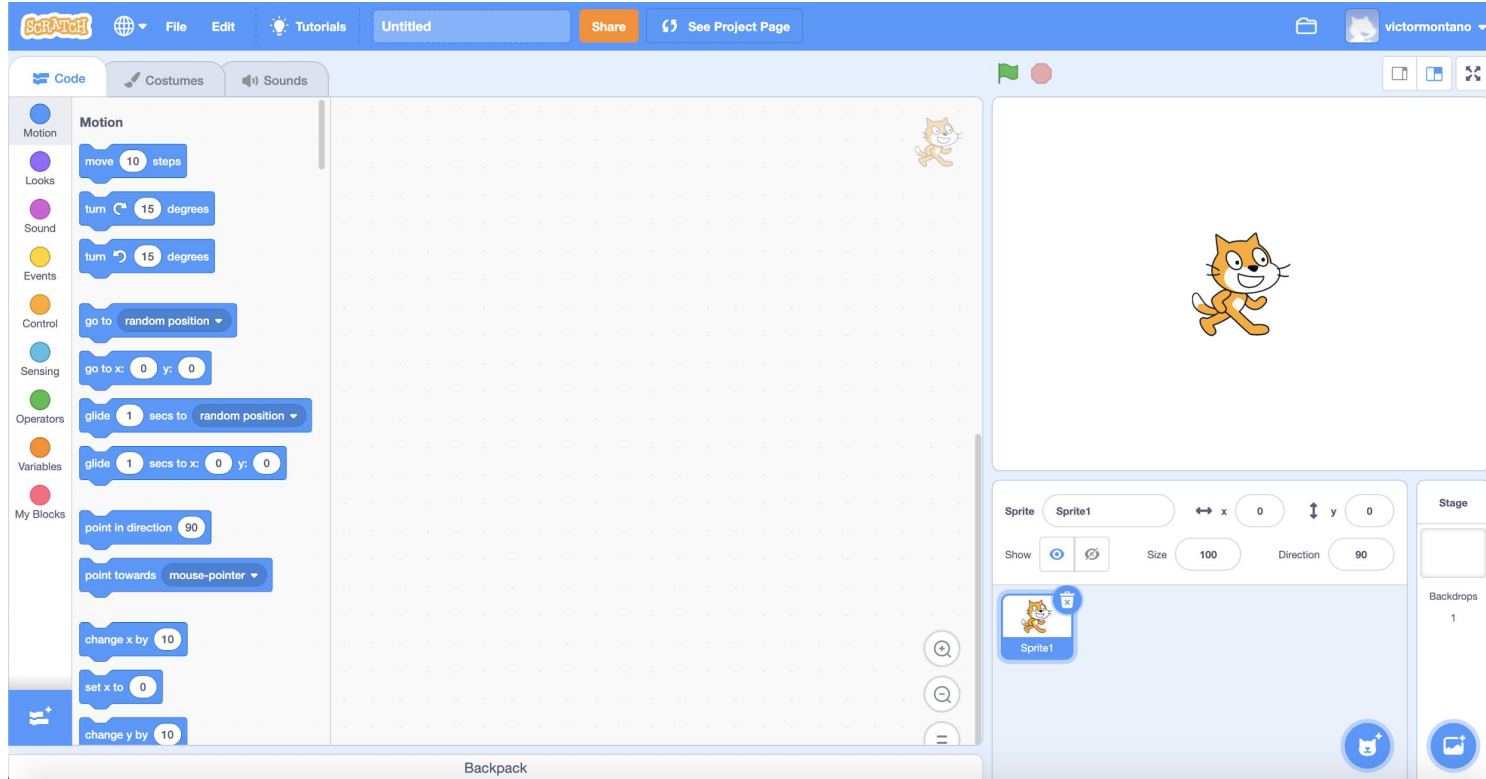 SCRATCH
File
Edit
Tutorials
Untitled
Share
See Project Page
victormontano
Code
Costumes
Sounds
Motion
Looks
Sound
Events
Control
Sensing
Operators
Variables
My Blocks
Motion
move 10 steps
turn 15 degrees
turn 15 degrees
go to random position
go to x: 0 y: 0
glide 1 secs to random position
glide 1 secs to x: 0 y: 0
point in direction 90
point towards mouse-pointer
change x by 10
set x to 0
change y by 10
Backpack
Sprite Sprite1 x 0 y 0
Show Size 100 Direction 90
Sprite1
Stage
Backdrops
1